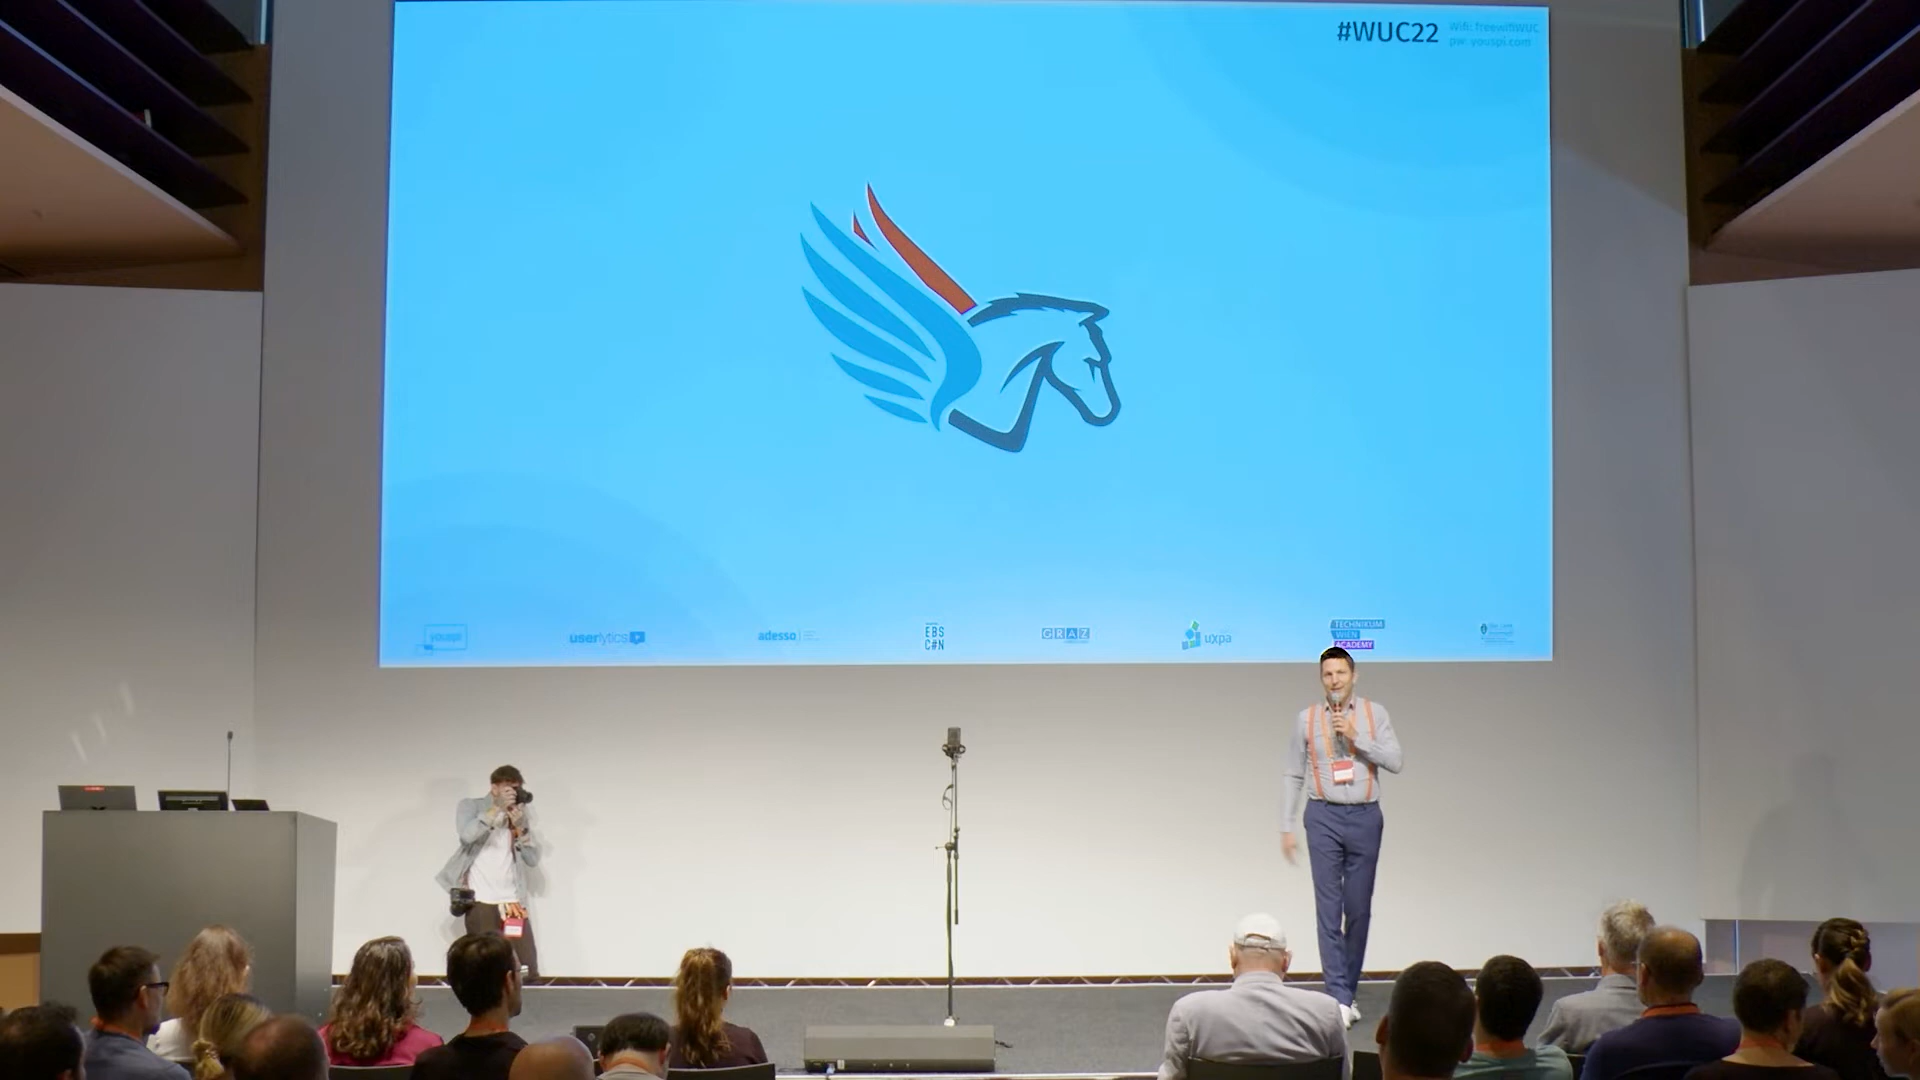 #WUC22
Wifi: freewifiWUC
pw: youspi.com
youspi
userlytics
adesso
EBS
C#N
GRAZ
uxpa
TECHNIKUM
WIEN
ACADEMY